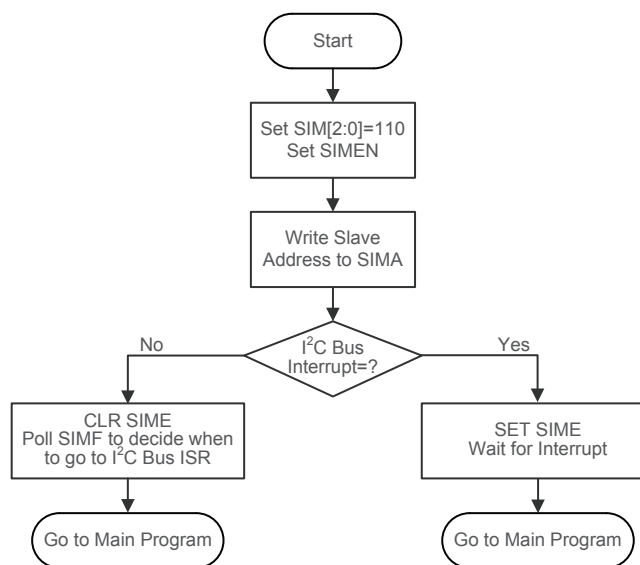 Start
Set SIM[2:0]=110
Set SIMEN
Write Slave
Address to SIMA
I²C Bus
Interrupt=?
No
Yes
CLR SIME
Poll SIMF to decide when
to go to I²C Bus ISR
SET SIME
Wait for Interrupt
Go to Main Program
Go to Main Program